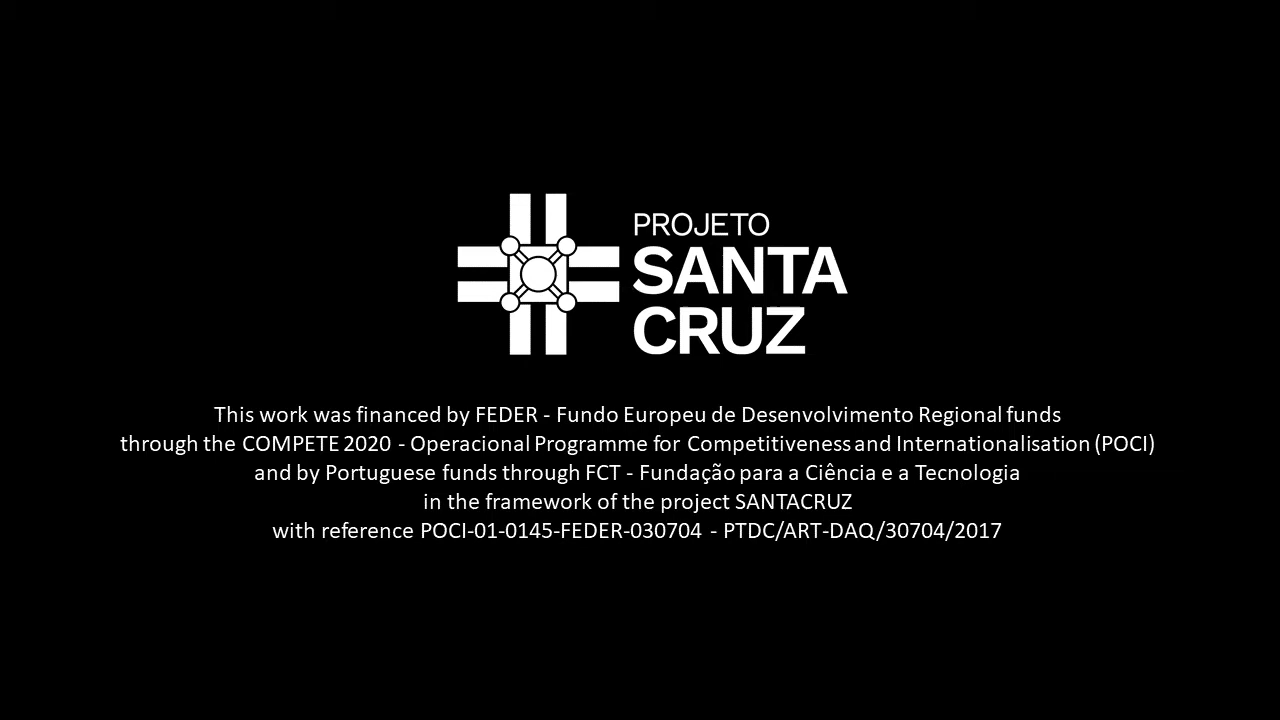 PROJETO
SANTA
CRUZ
This work was financed by FEDER - Fundo Europeu de Desenvolvimento Regional funds
through the COMPETE 2020 - Operacional Programme for Competitiveness and Internationalisation (POCI)
and by Portuguese funds through FCT - Fundação para a Ciência e a Tecnologia
in the framework of the project SANTACRUZ
with reference POCI-01-0145-FEDER-030704 - PTDC/ART-DAQ/30704/2017